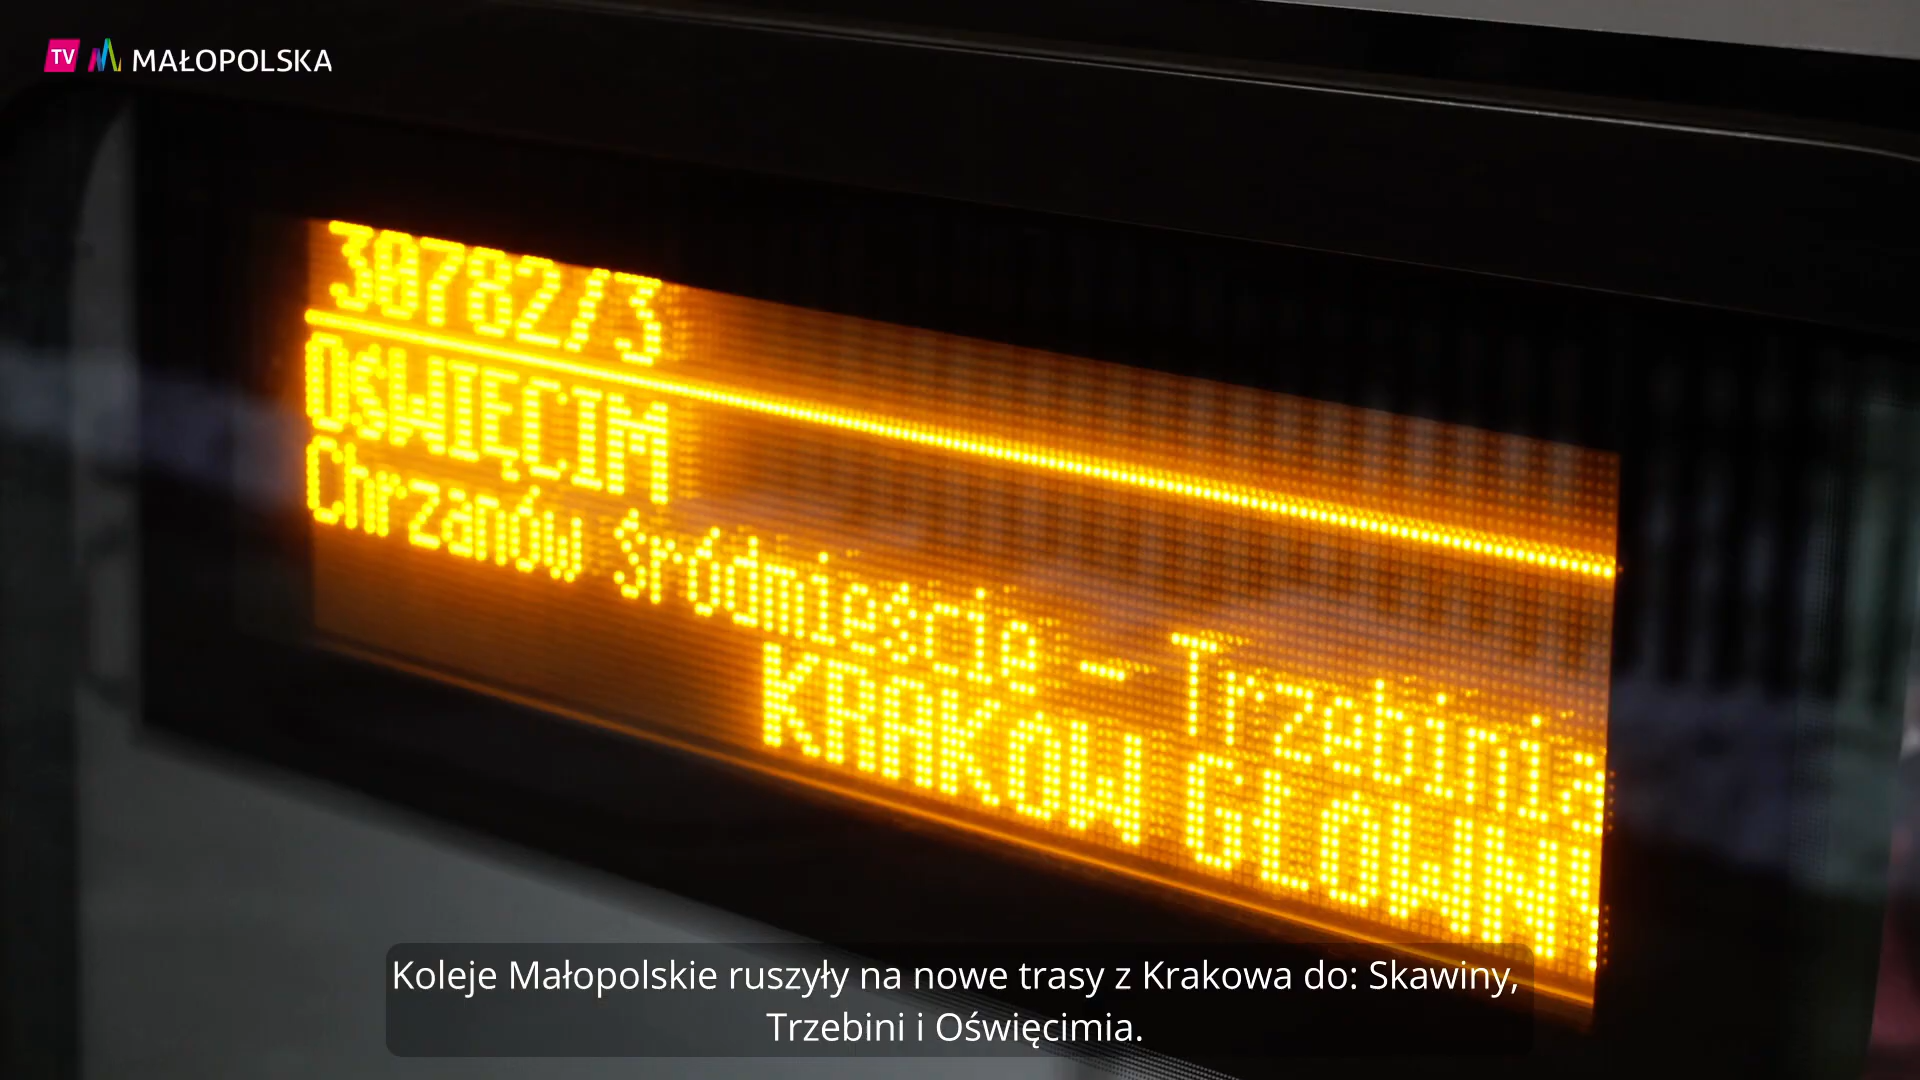 TV MAŁOPOLSKA
30782/3
OŚWIĘCIM
Chrzanów Śródmieście – Trzebinia
KRAKÓW GŁÓWN
Koleje Małopolskie ruszyły na nowe trasy z Krakowa do: Skawiny,
Trzebini i Oświęcimia.